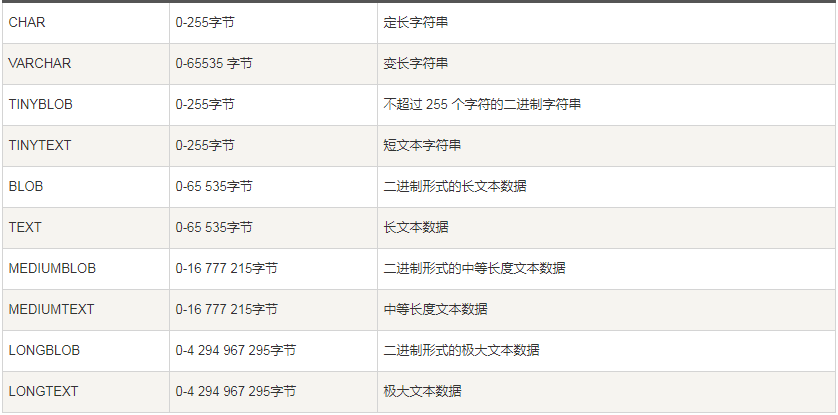 CHAR 0-255字节 定长字符串
VARCHAR 0-65535 字节 变长字符串
TINYBLOB 0-255字节 不超过 255 个字符的二进制字符串
TINYTEXT 0-255字节 短文本字符串
BLOB 0-65 535字节 二进制形式的长文本数据
TEXT 0-65 535字节 长文本数据
MEDIUMBLOB 0-16 777 215字节 二进制形式的中等长度文本数据
MEDIUMTEXT 0-16 777 215字节 中等长度文本数据
LONGBLOB 0-4 294 967 295字节 二进制形式的极大文本数据
LONGTEXT 0-4 294 967 295字节 极大文本数据